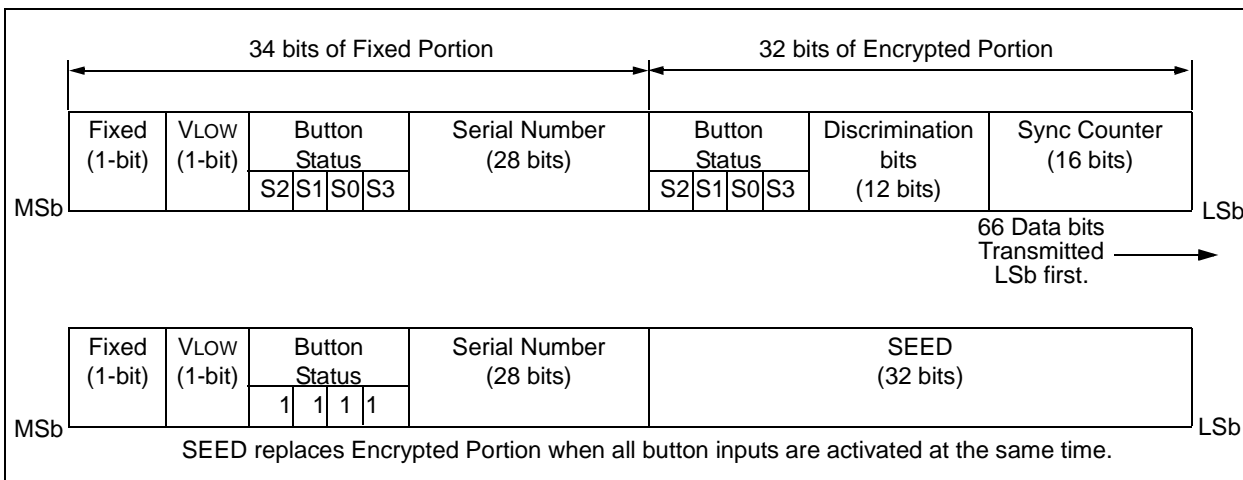 34 bits of Fixed Portion 32 bits of Encrypted Portion
Fixed VLOW Button Serial Number Button Discrimination Sync Counter
(1-bit) (1-bit) Status (28 bits) Status bits (16 bits)
S2 S1 S0 S3 S2 S1 S0 S3 (12 bits)
MSb LSb
66 Data bits
Transmitted
LSb first.
Fixed VLOW Button Serial Number SEED
(1-bit) (1-bit) Status (28 bits) (32 bits)
1 1 1 1
MSb LSb
SEED replaces Encrypted Portion when all button inputs are activated at the same time.